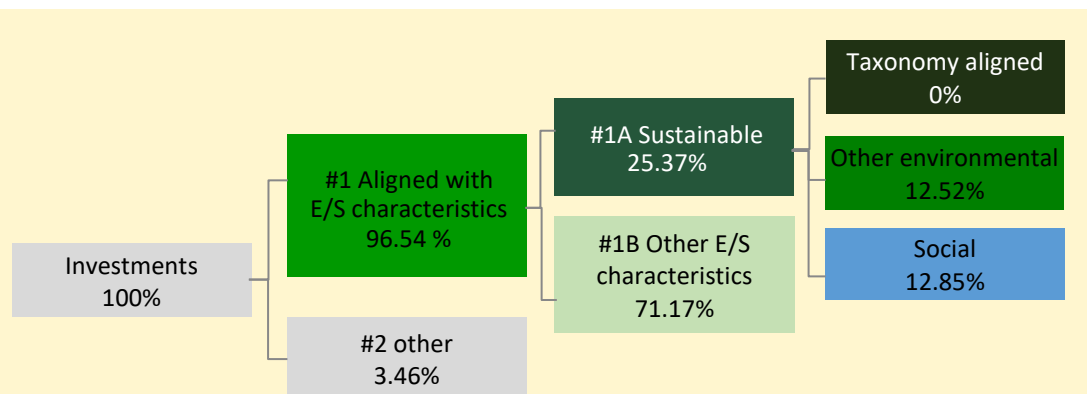 Investments
100%
#1 Aligned with
E/S characteristics
96.54 %
#2 other
3.46%
#1A Sustainable
25.37%
#1B Other E/S
characteristics
71.17%
Taxonomy aligned
0%
Other environmental
12.52%
Social
12.85%